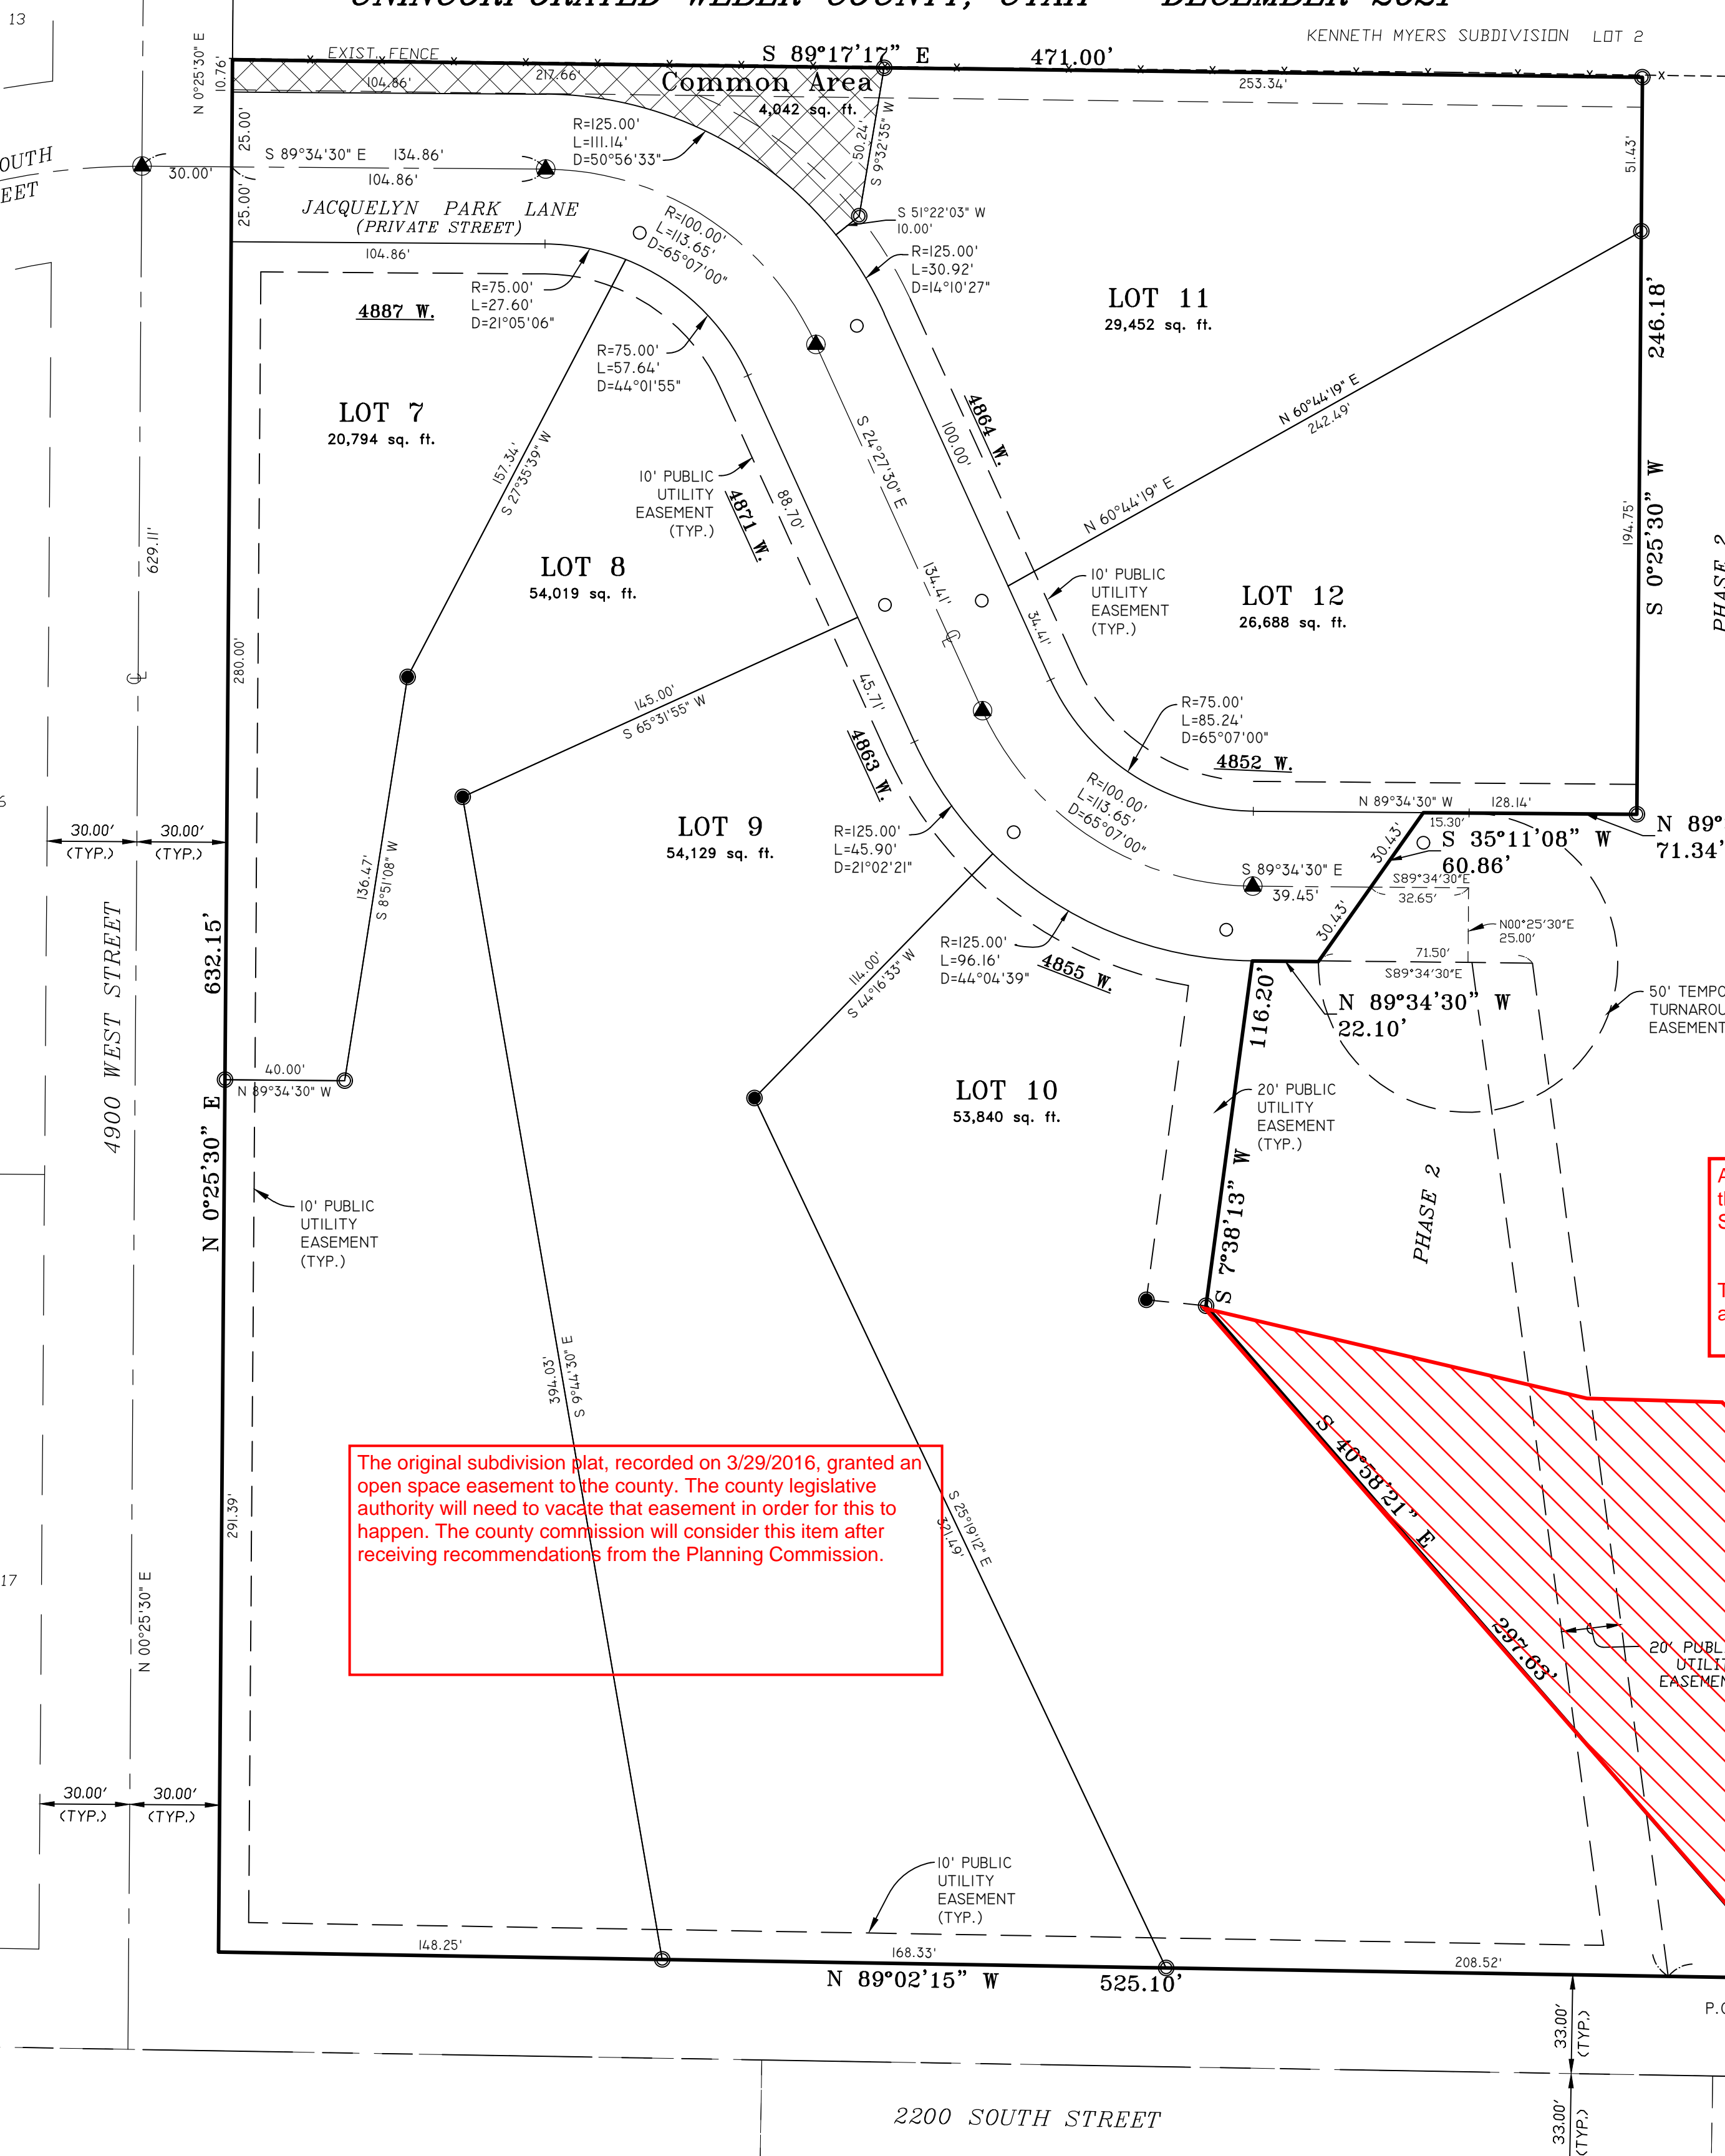 UNINCORPORATED WEBER COUNTY, UTAH DECEMBER 2021
13
KENNETH MYERS SUBDIVISION LOT 2
N 0°25'30" E
10.76'
EXIST. FENCE
S 89°17'17" E 471.00'
104.86'
217.66'
253.34'
Common Area
4,042 sq. ft.
50.24'
S 9°32'35" W
51.43'
25.00'
25.00'
R=125.00'
L=111.14'
D=50°56'33"
S 89°34'30" E 134.86'
104.86'
30.00'
JACQUELYN PARK LANE
(PRIVATE STREET)
104.86'
R=100.00'
L=113.65'
D=65°07'00"
S 51°22'03" W
10.00'
R=125.00'
L=30.92'
D=14°10'27"
R=75.00'
L=27.60'
D=21°05'06"
4887 W.
R=75.00'
L=57.64'
D=44°01'55"
LOT 11
29,452 sq. ft.
246.18'
S 0°25'30" W
194.75'
LOT 7
20,794 sq. ft.
157.34'
S 27°35'39" W
10' PUBLIC
UTILITY
EASEMENT
(TYP.)
4871 W.
88.70'
S 24°27'30" E
134.41'
100.00'
4864 W.
N 60°44'19" E
242.49'
N 60°44'19" E
629.11'
LOT 8
54,019 sq. ft.
10' PUBLIC
UTILITY
EASEMENT
(TYP.)
34.41'
LOT 12
26,688 sq. ft.
PHASE 2
280.00'
145.00'
S 65°31'55" W
45.71'
4863 W.
R=75.00'
L=85.24'
D=65°07'00"
4852 W.
R=100.00'
L=113.65'
D=65°07'00"
N 89°34'30" W 128.14'
15.30'
30.00'
(TYP.)
30.00'
(TYP.)
LOT 9
54,129 sq. ft.
R=125.00'
L=45.90'
D=21°02'21"
30.43'
S 35°11'08" W
60.86'
N 89°
71.34'
S 89°34'30" E
39.45'
S89°34'30"E
32.65'
30.43'
N00°25'30"E
25.00'
136.47'
S 8°51'08" W
632.15'
4900 WEST STREET
R=125.00'
L=96.16'
D=44°04'39"
4855 W.
71.50'
S89°34'30"E
114.00'
S 44°16'33" W
116.20'
N 89°34'30" W
22.10'
EASEMENT
40.00'
N 89°34'30" W
LOT 10
53,840 sq. ft.
20' PUBLIC
UTILITY
EASEMENT
(TYP.)
N 0°25'30" E
S 7°38'13" W
PHASE 2
10' PUBLIC
UTILITY
EASEMENT
(TYP.)
394.03'
S 9°44'30" E
S 40°58'21" E
297.63'
The original subdivision plat, recorded on 3/29/2016, granted an
open space easement to the county. The county legislative
authority will need to vacate that easement in order for this to
happen. The county commission will consider this item after
receiving recommendations from the Planning Commission.
S 25°19'12" E
321.49'
291.39'
N 00°25'30" E
17
30.00'
(TYP.)
30.00'
(TYP.)
10' PUBLIC
UTILITY
EASEMENT
(TYP.)
148.25'
168.33'
208.52'
N 89°02'15" W 525.10'
33.00'
(TYP.)
33.00'
(TYP.)
2200 SOUTH STREET